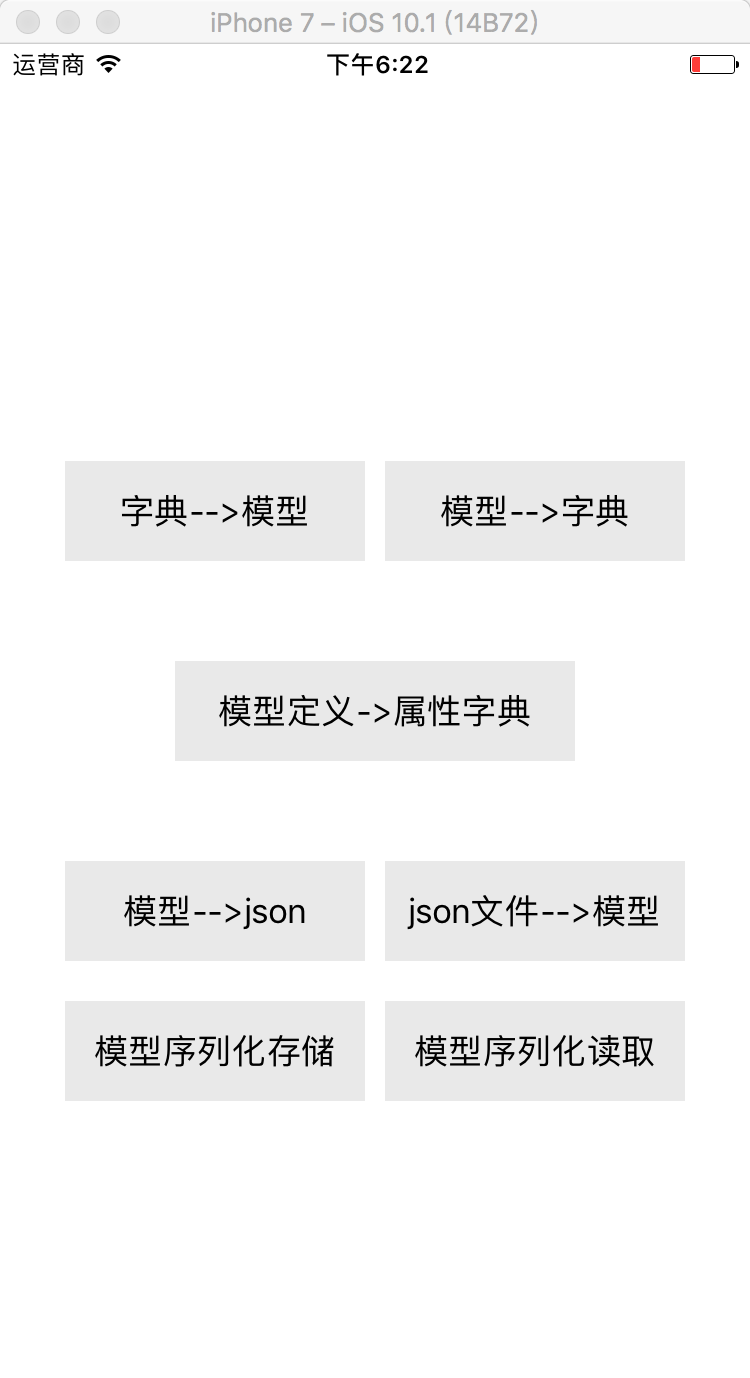 iPhone 7 – iOS 10.1 (14B72)
运营商 下午6:22
字典-->模型 模型-->字典
模型定义->属性字典
模型-->json json文件-->模型
模型序列化存储 模型序列化读取